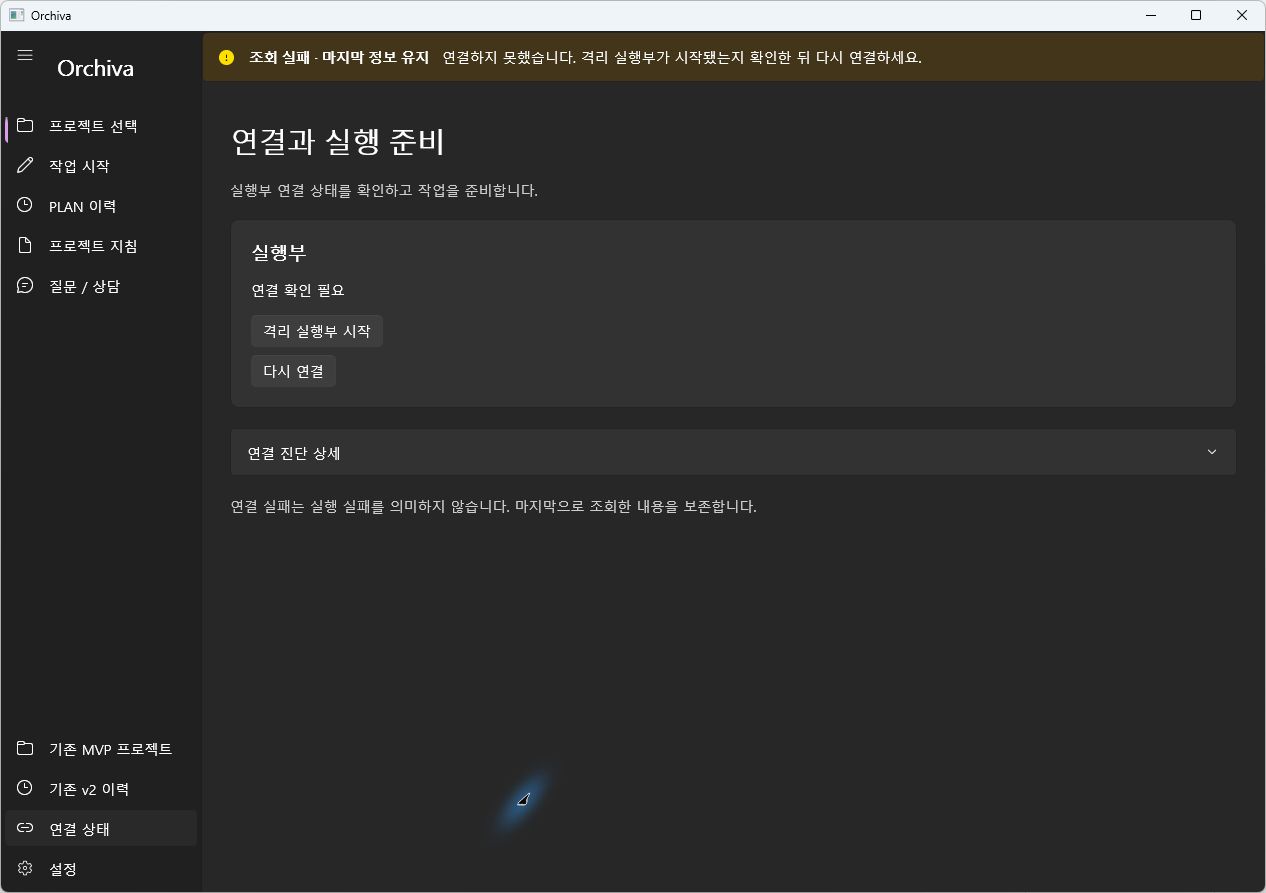 Orchiva
Orchiva
조회 실패 - 마지막 정보 유지 연결하지 못했습니다. 격리 실행부가 시작됐는지 확인한 뒤 다시 연결하세요.
프로젝트 선택
작업 시작
PLAN 이력
프로젝트 지침
질문 / 상담
연결과 실행 준비
실행부 연결 상태를 확인하고 작업을 준비합니다.
실행부
연결 확인 필요
격리 실행부 시작
다시 연결
연결 진단 상세
연결 실패는 실행 실패를 의미하지 않습니다. 마지막으로 조회한 내용을 보존합니다.
기존 MVP 프로젝트
기존 v2 이력
연결 상태
설정